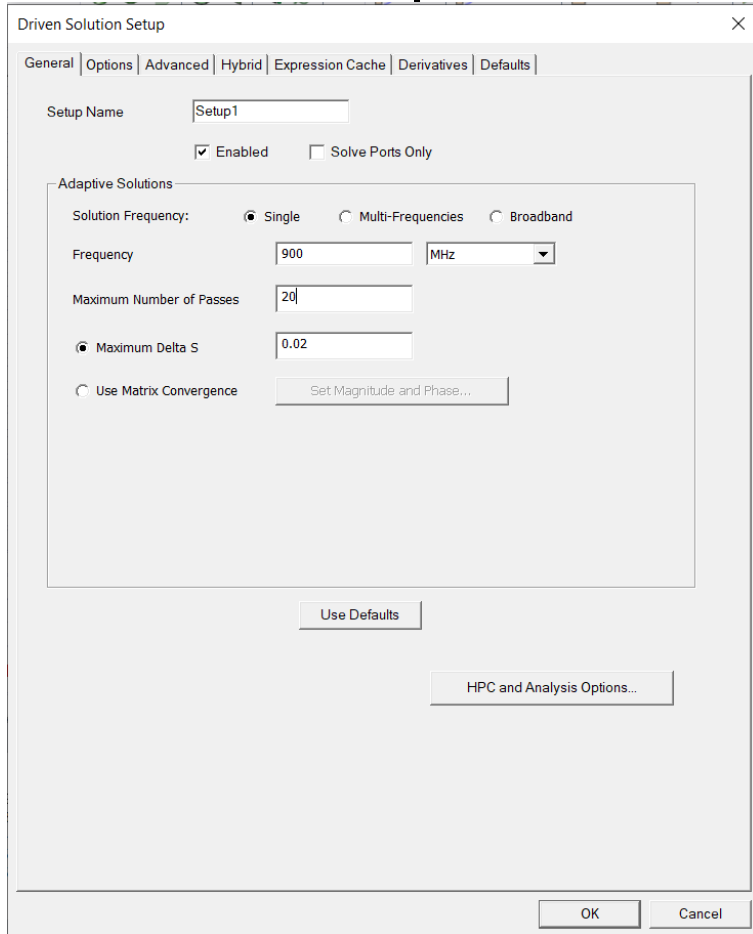 Driven Solution Setup
General Options Advanced Hybrid Expression Cache Derivatives Defaults
Setup Name Setup1
Enabled Solve Ports Only
Adaptive Solutions
Solution Frequency: Single Multi-Frequencies Broadband
Frequency 900 MHz
Maximum Number of Passes 20
Maximum Delta S 0.02
Use Matrix Convergence Set Magnitude and Phase...
Use Defaults
HPC and Analysis Options...
OK Cancel